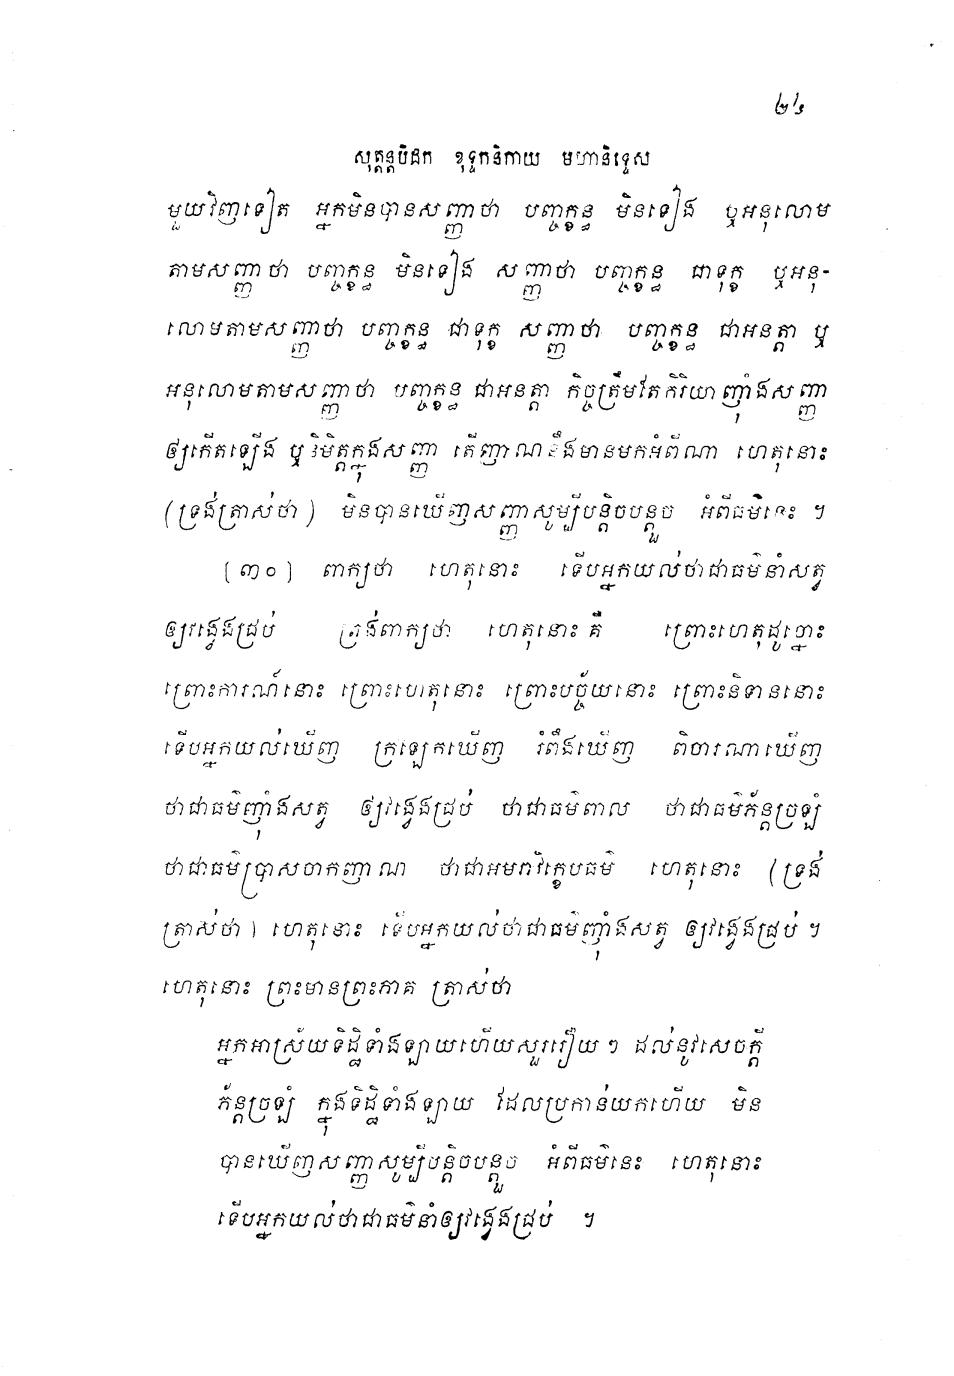 ២៤
សុត្តន្តបិដក ខុទ្ទកនិកាយ មហានិទ្ទេស
មួយវិញទៀត អ្នកមិនបានសញ្ញាថា បញ្ចក្ខន្ធ មិនទៀង ឬអនុលោម
តាមសញ្ញាថា បញ្ចក្ខន្ធ មិនទៀង សញ្ញាថា បញ្ចក្ខន្ធ ជាទុក្ខ ឬអនុ-
លោមតាមសញ្ញាថា បញ្ចក្ខន្ធ ជាទុក្ខ សញ្ញាថា បញ្ចក្ខន្ធ ជាអនត្តា ឬ
អនុលោមតាមសញ្ញាថា បញ្ចក្ខន្ធ ជាអនត្តា កិច្ចត្រឹមតែកិរិយាញុំាងសញ្ញា
ឲ្យកើតឡើង ឬនិមិត្តក្នុងសញ្ញា តើញាណនឹងមានមកអំពីណា ហេតុនោះ
(ទ្រង់ត្រាស់ថា) មិនបានឃើញសញ្ញាសូម្បីបន្តិចបន្តួច អំពីធម៌នេះ ។
[៣០] ពាក្យថា ហេតុនោះ ទើបអ្នកយល់ថាជាធម៌នាំសត្វ
ឲ្យវង្វេងជ្រប់ ត្រង់ពាក្យថា ហេតុនោះ គឺ ព្រោះហេតុដូច្នោះ
ព្រោះការណ៍នោះ ព្រោះហេតុនោះ ព្រោះបច្ច័យនោះ ព្រោះនិទាននោះ
ទើបអ្នកយល់ឃើញ ក្រឡេកឃើញ រំពឹងឃើញ ពិចារណាឃើញ
ថាជាធម៌ញុំាងសត្វ ឲ្យវង្វេងជ្រប់ ថាជាធម៌ពាល ថាជាធម៌ភ័ន្តច្រឡំ
ថាជាធម៌ប្រាសចាកញាណ ថាជាអមរាវិក្ខេបធម៌ ហេតុនោះ (ទ្រង់
ត្រាស់ថា) ហេតុនោះ ទើបអ្នកយល់ថាជាធម៌ញុំាងសត្វ ឲ្យវង្វេងជ្រប់ ។
ហេតុនោះ ព្រះមានព្រះភាគ ត្រាស់ថា
អ្នកអាស្រ័យទិដ្ឋិទាំងឡាយហើយសួររឿយ ៗ ដល់នូវសេចក្តី
ភ័ន្តច្រឡំ ក្នុងទិដ្ឋិទាំងឡាយ ដែលប្រកាន់យកហើយ មិន
បានឃើញសញ្ញាសូម្បីបន្តិចបន្តួច អំពីធម៌នេះ ហេតុនោះ
ទើបអ្នកយល់ថាជាធម៌នាំឲ្យវង្វេងជ្រប់ ។